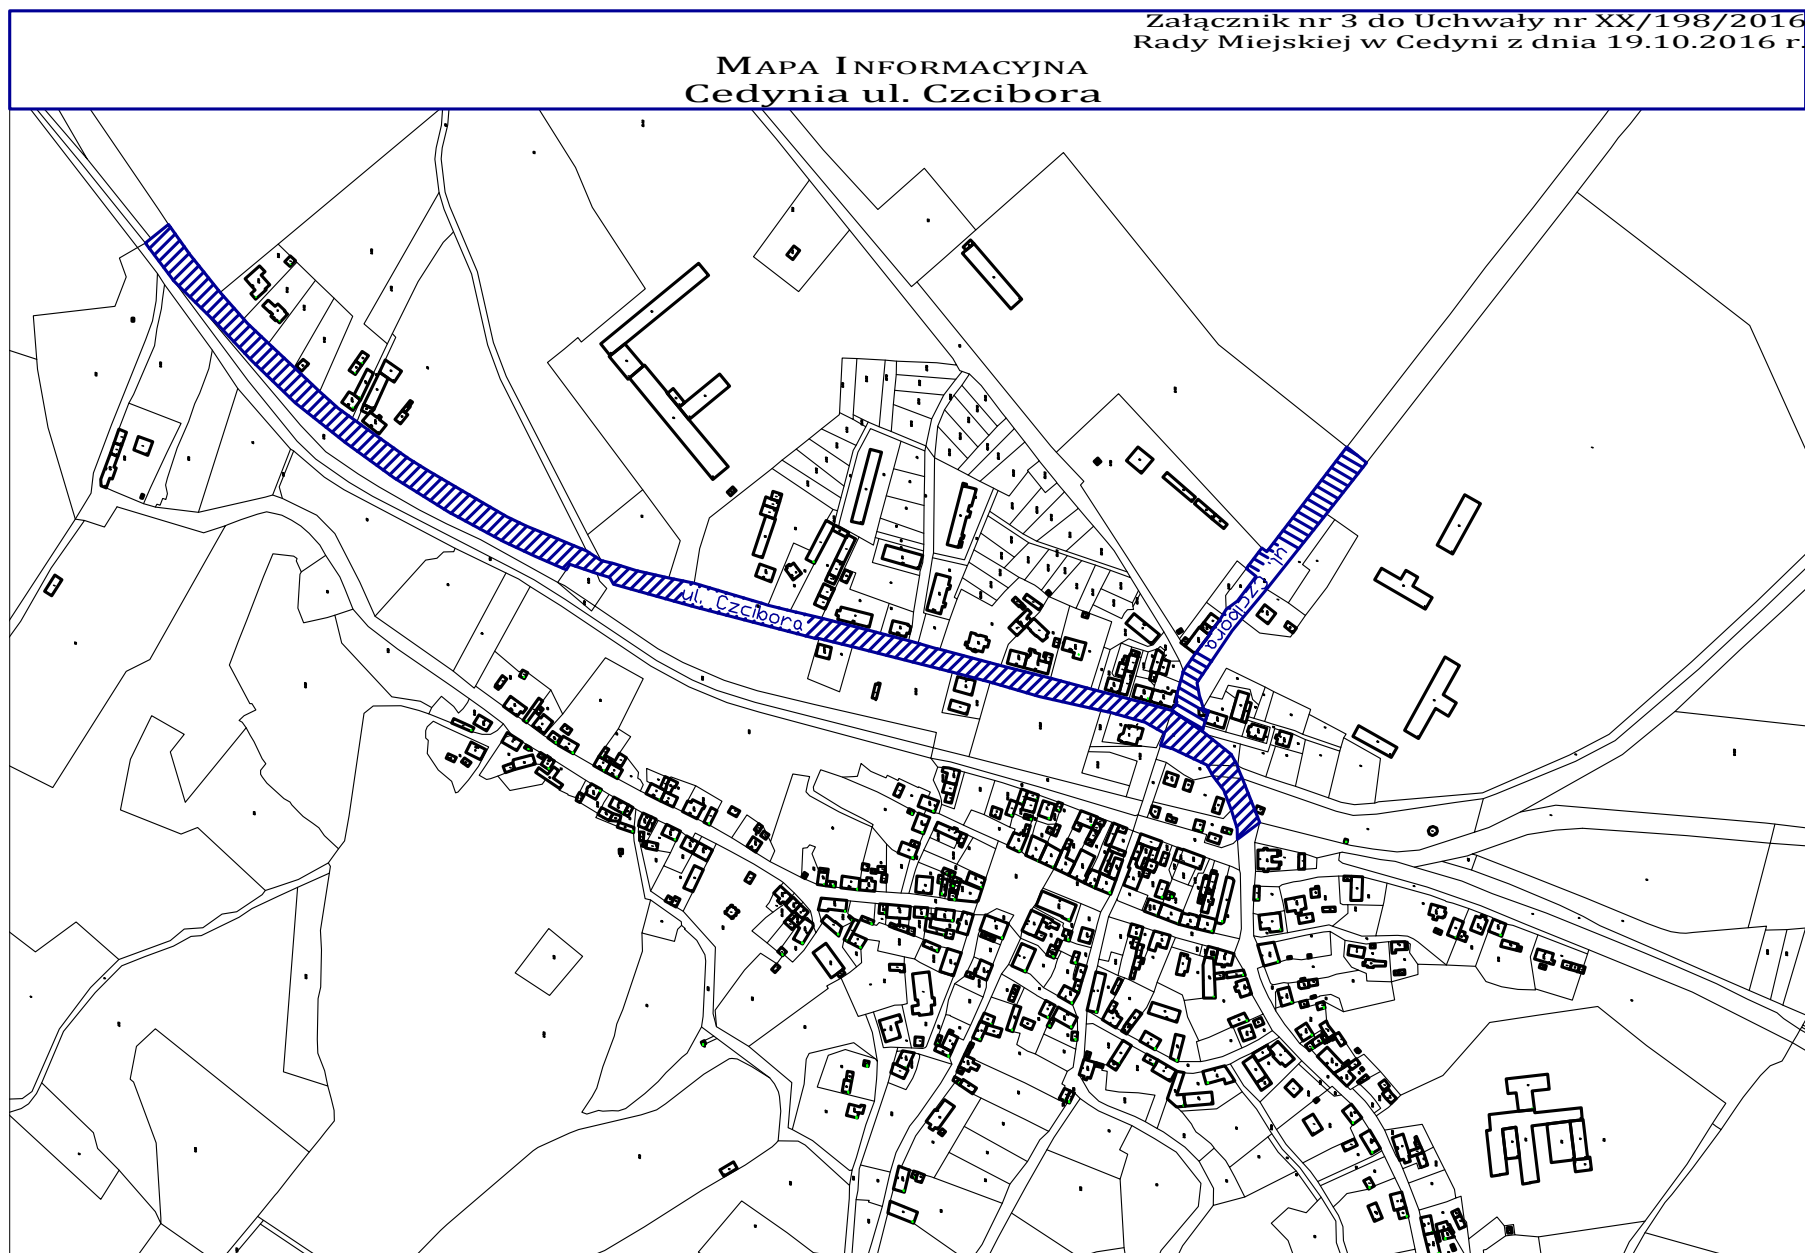 Załącznik nr 3 do Uchwały nr XX/198/2016
Rady Miejskiej w Cedyni z dnia 19.10.2016 r.
MAPA INFORMACYJNA
Cedynia ul. Czcibora
ul. Czcibora
ul. Czcibora